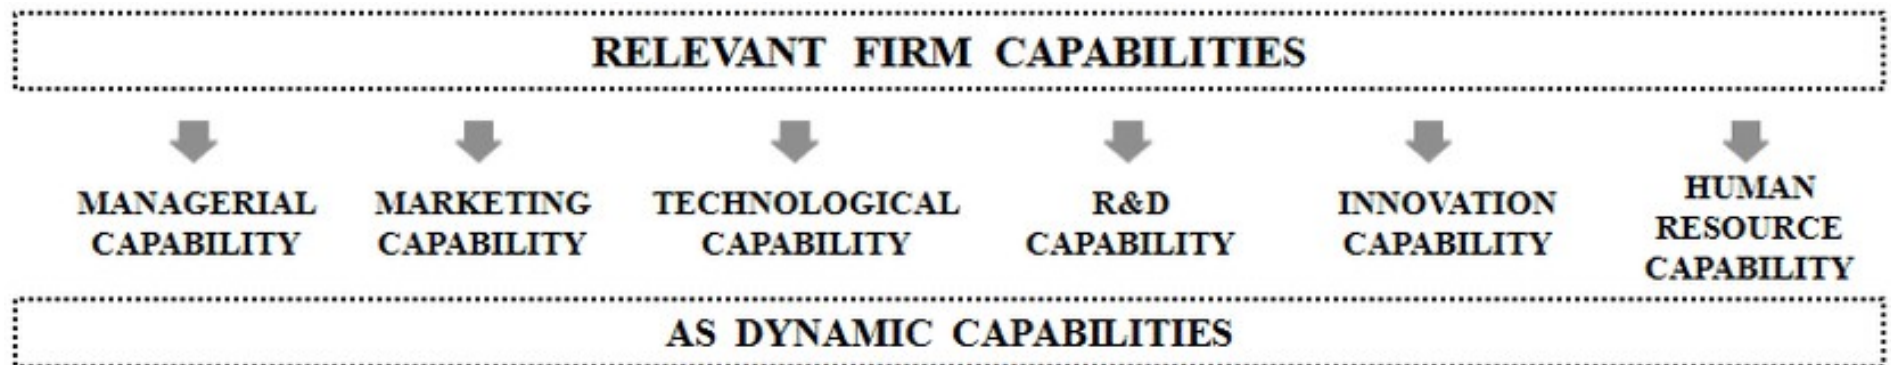 RELEVANT FIRM CAPABILITIES
MANAGERIAL
CAPABILITY
MARKETING
CAPABILITY
TECHNOLOGICAL
CAPABILITY
R&D
CAPABILITY
INNOVATION
CAPABILITY
HUMAN
RESOURCE
CAPABILITY
AS DYNAMIC CAPABILITIES